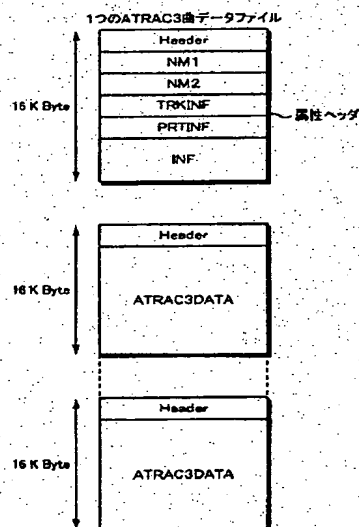 1つのATRAC3曲データファイル
Header
NM1
NM2
TRKINF
PRTINF
INF
16 K Byte
属性ヘッダ
Header
ATRAC3DATA
16 K Byte
Header
ATRAC3DATA
16 K Byte